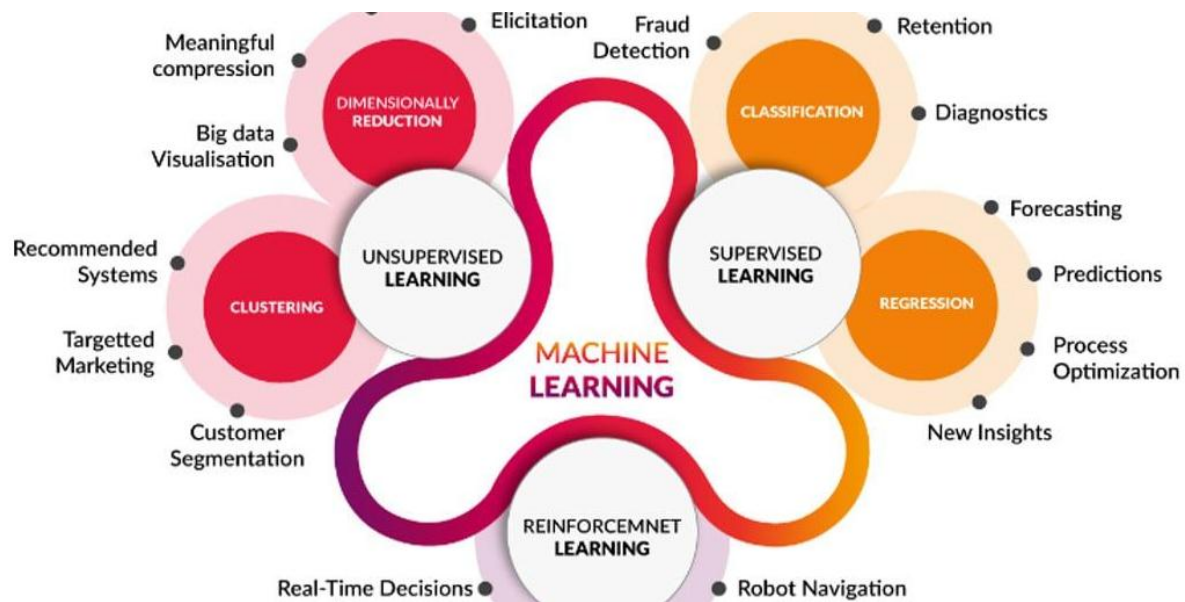 Elicitation
Meaningful
compression
DIMENSIONALLY
REDUCTION
Big data
Visualisation
Fraud
Detection
Retention
CLASSIFICATION
Diagnostics
UNSUPERVISED
LEARNING
SUPERVISED
LEARNING
Recommended
Systems
CLUSTERING
Targetted
Marketing
Customer
Segmentation
Forecasting
Predictions
REGRESSION
Process
Optimization
New Insights
MACHINE
LEARNING
REINFORCEMNET
LEARNING
Real-Time Decisions
Robot Navigation